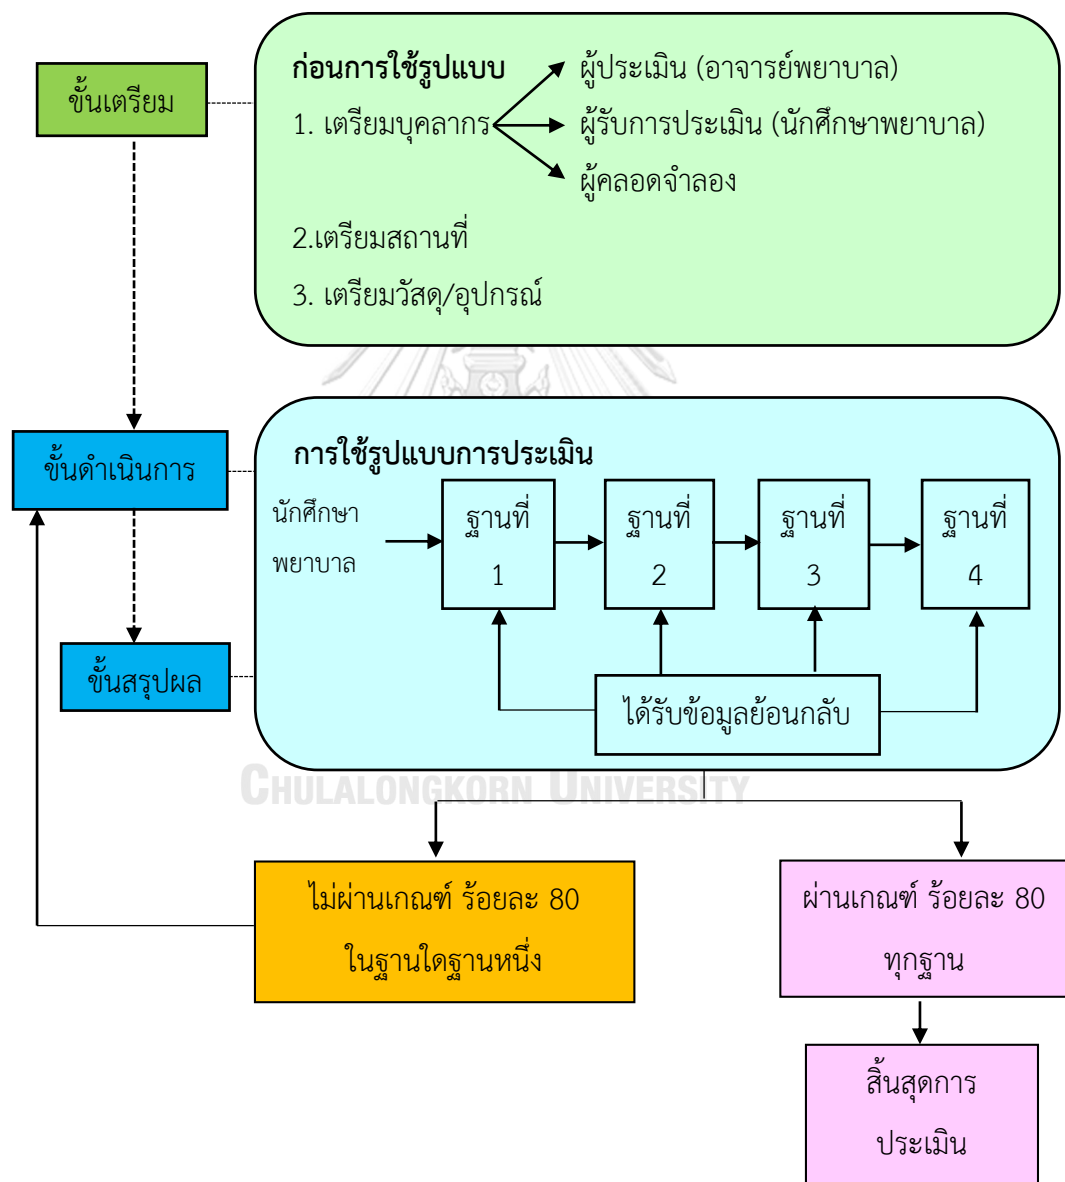 ขั้นเตรียม
ก่อนการใช้รูปแบบ
1. เตรียมบุคลากร
ผู้ประเมิน (อาจารย์พยาบาล)
ผู้รับการประเมิน (นักศึกษาพยาบาล)
ผู้คลอดจำลอง
2.เตรียมสถานที่
3. เตรียมวัสดุ/อุปกรณ์
ขั้นดำเนินการ
การใช้รูปแบบการประเมิน
นักศึกษา
พยาบาล
ฐานที่
1
ฐานที่
2
ฐานที่
3
ฐานที่
4
ขั้นสรุปผล
ได้รับข้อมูลย้อนกลับ
CHULALONGKORN UNIVERSITY
ไม่ผ่านเกณฑ์ ร้อยละ 80
ในฐานใดฐานหนึ่ง
ผ่านเกณฑ์ ร้อยละ 80
ทุกฐาน
สิ้นสุดการ
ประเมิน